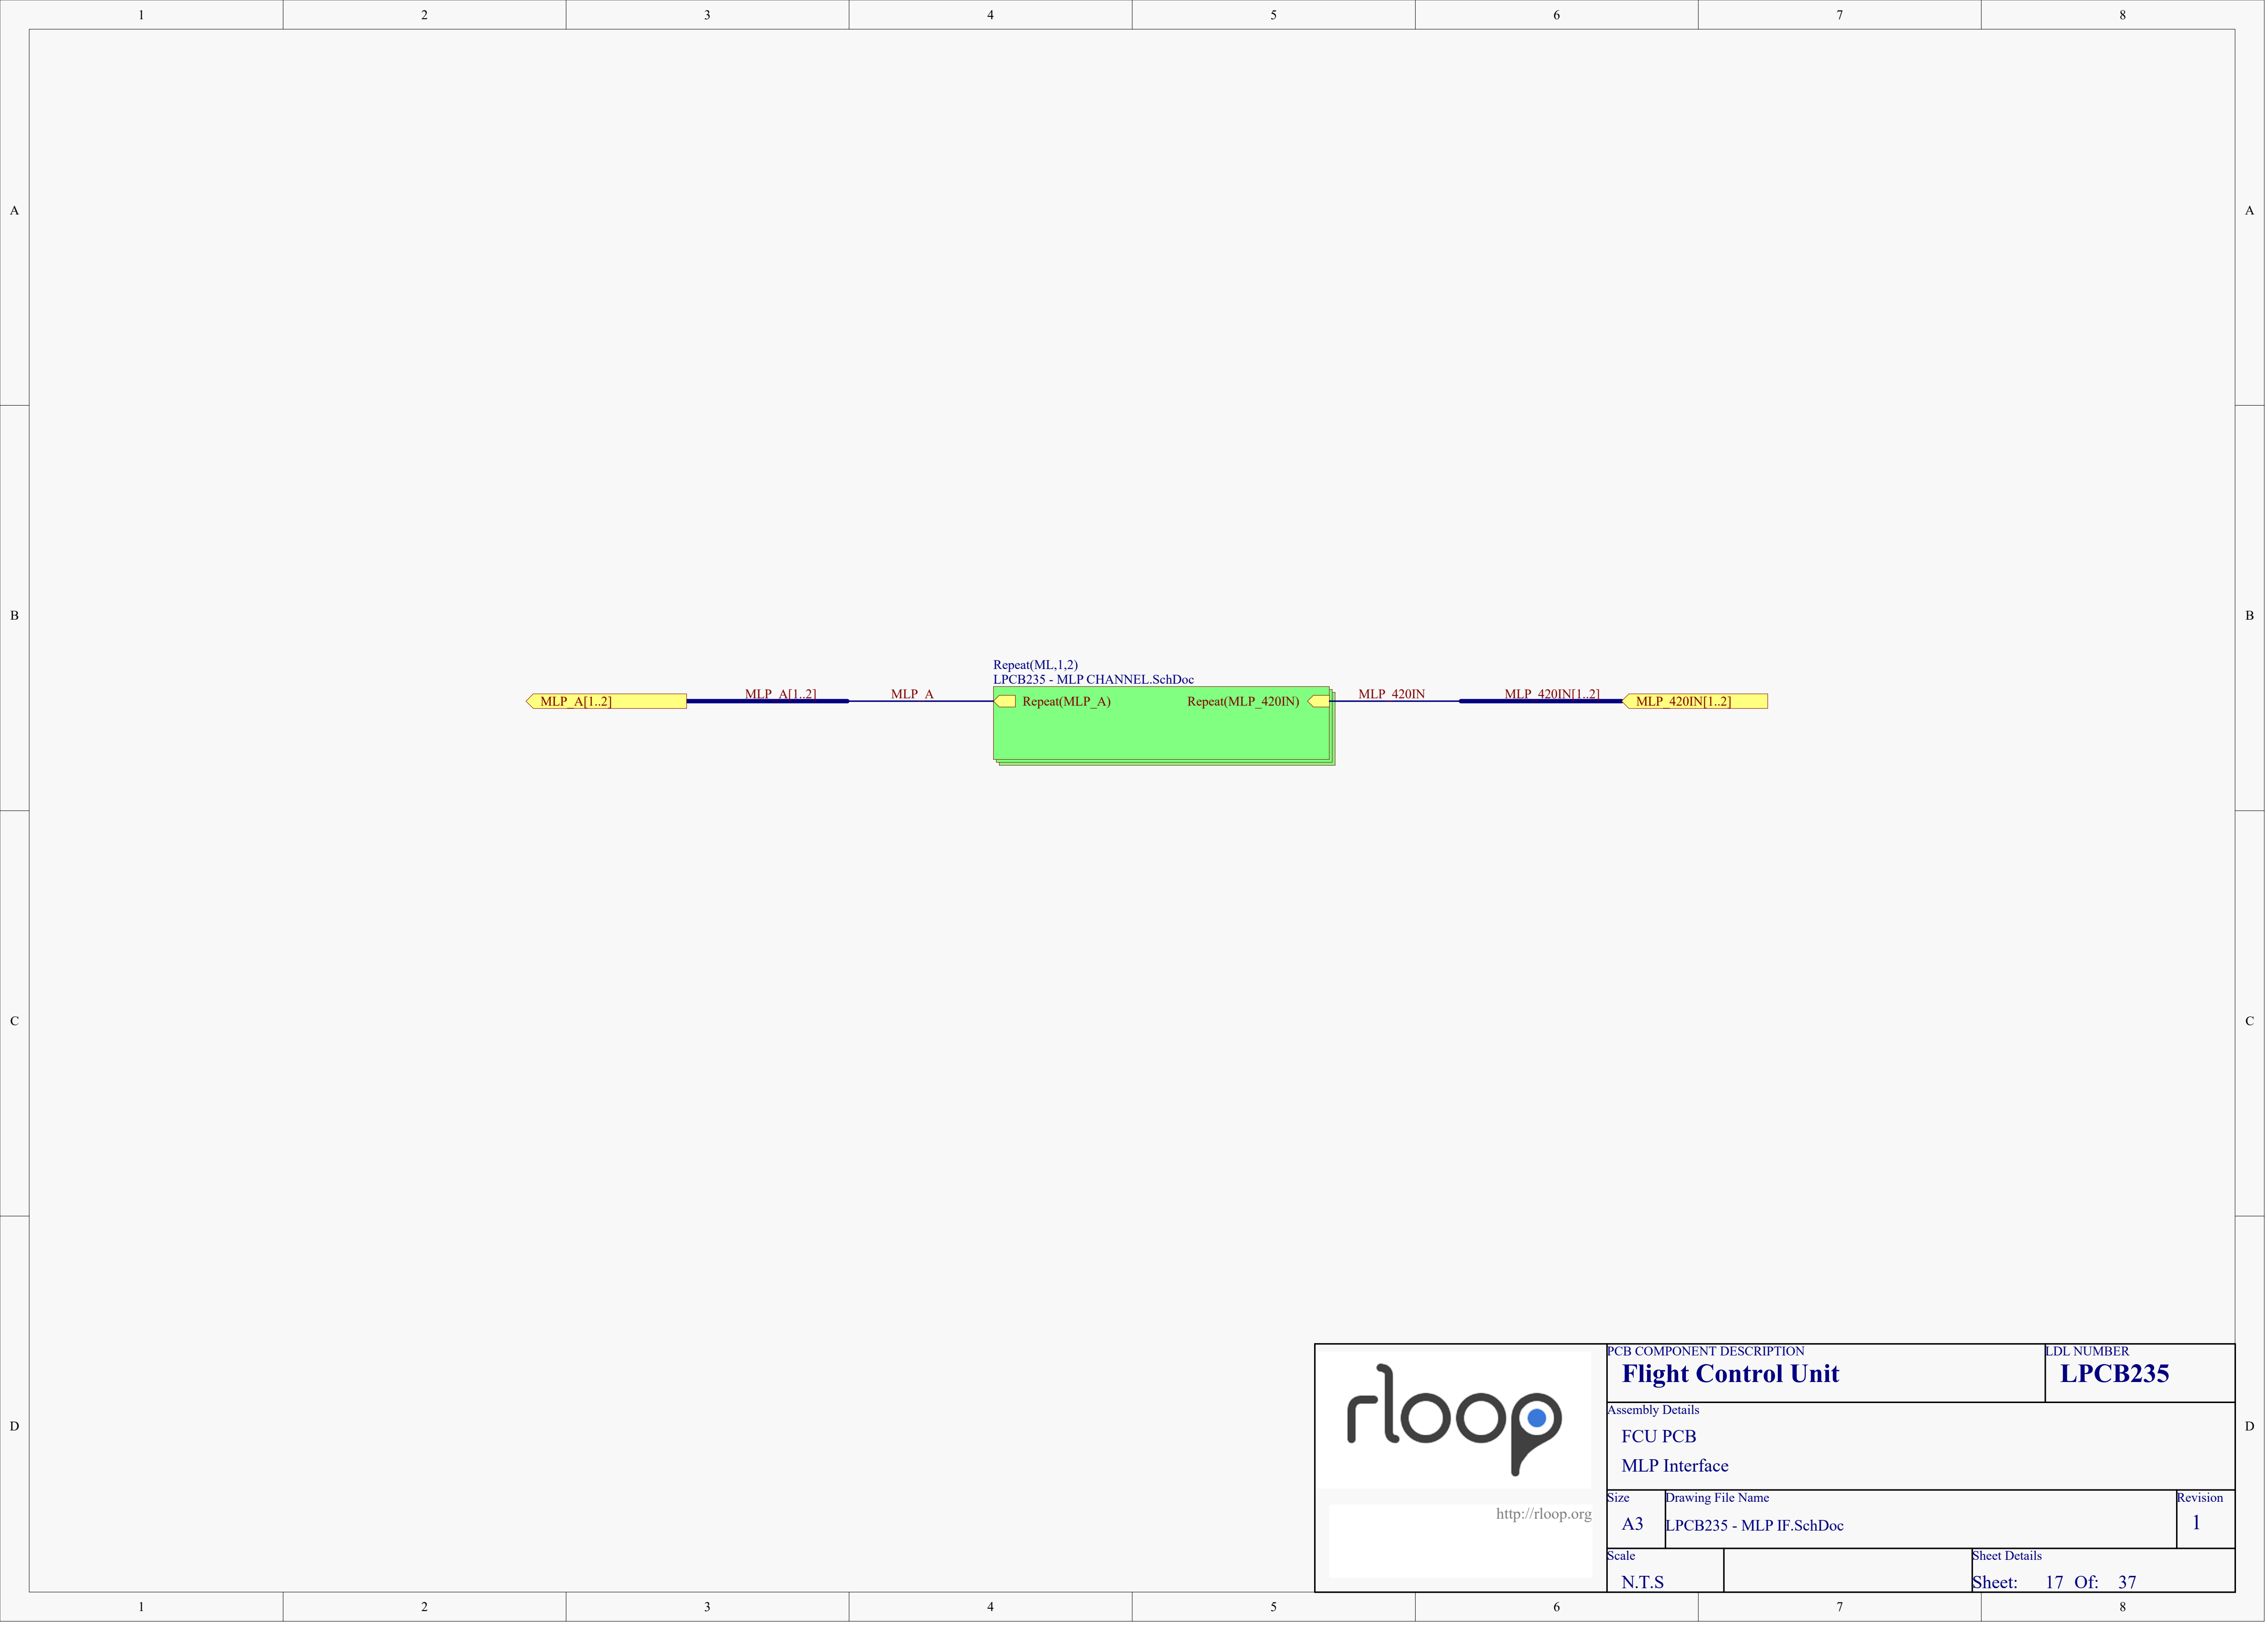 1 2 3 4 5 6 7 8
A A
B B
Repeat(ML,1,2)
LPCB235 - MLP CHANNEL.SchDoc
MLP_A[1..2] MLP_A[1..2] MLP_A Repeat(MLP_A) Repeat(MLP_420IN) MLP_420IN MLP_420IN[1..2] MLP_420IN[1..2]
C C
D D
rloop
http://rloop.org
PCB COMPONENT DESCRIPTION
Flight Control Unit
LDL NUMBER
LPCB235
Assembly Details
FCU PCB
MLP Interface
Size
A3
Drawing File Name
LPCB235 - MLP IF.SchDoc
Revision
1
Scale
N.T.S
Sheet Details
Sheet: 17 Of: 37
1 2 3 4 5 6 7 8